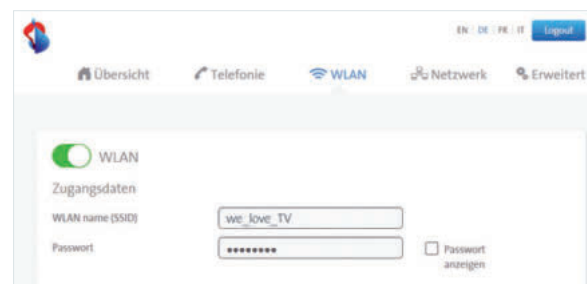 EN | DE | FR | IT Logout
Übersicht Telefonie WLAN Netzwerk Erweitert
WLAN
Zugangsdaten
WLAN name (SSID) we_love_TV
Passwort •••••••• Passwort
anzeigen